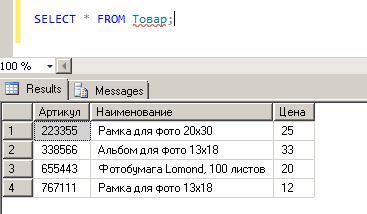 SELECT * FROM Товар;
100 %
Results Messages
Артикул Наименование Цена
1 223355 Рамка для фото 20x30 25
2 338566 Альбом для фото 13x18 33
3 655443 Фотобумага Lomond, 100 листов 20
4 767111 Рамка для фото 13x18 12